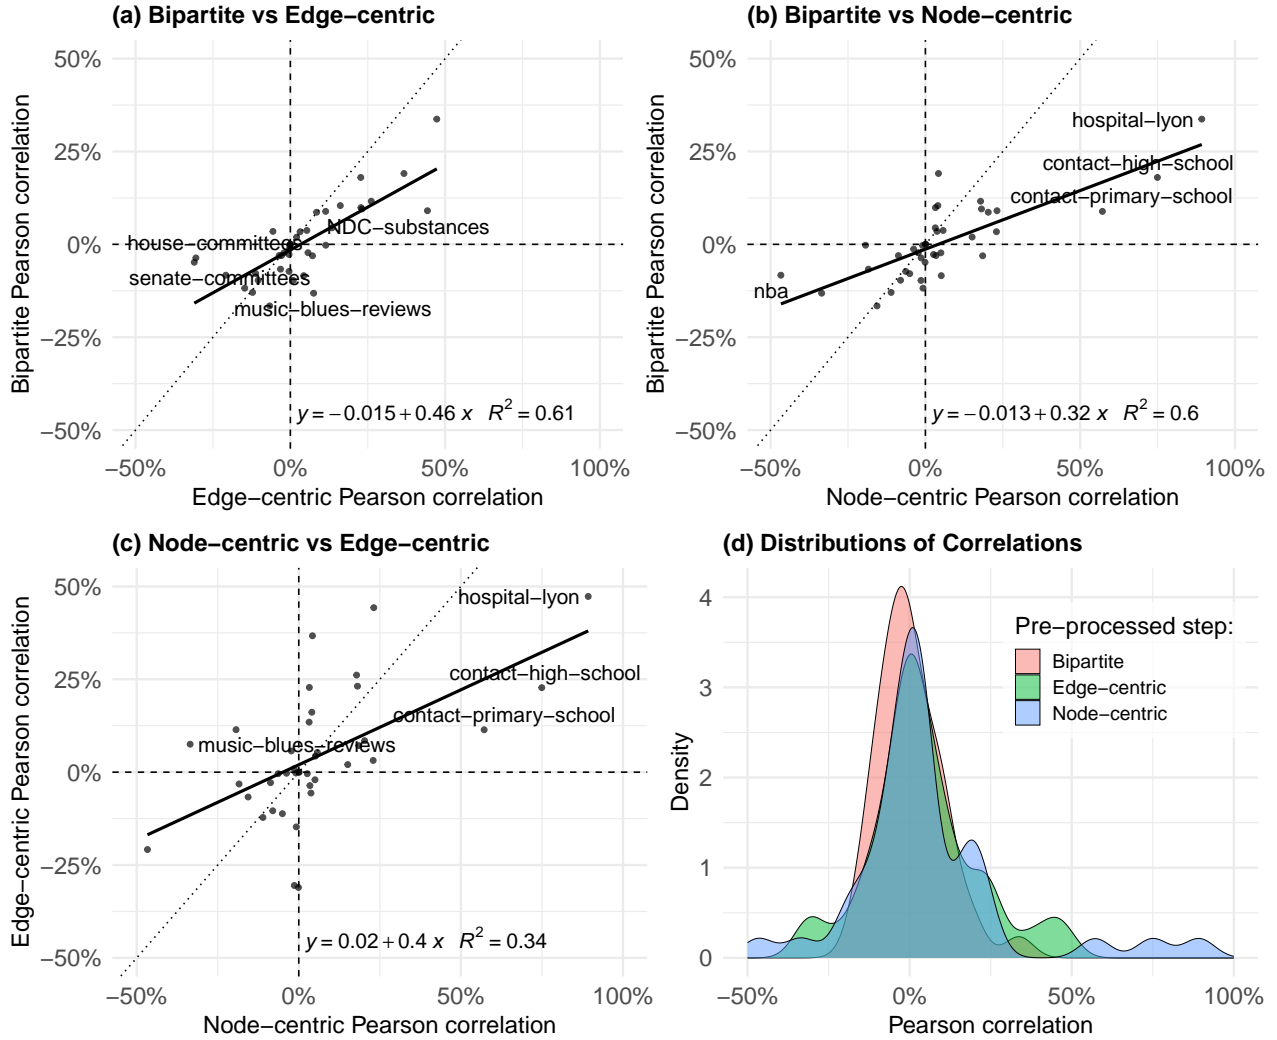 (a) Bipartite vs Edge−centric
50%
25%
0%
−25%
−50%
Bipartite Pearson correlation
NDC−substances
house−committees
senate−committees
music−blues−reviews
y = −0.015 + 0.46 x R² = 0.61
−50% 0% 50% 100%
Edge−centric Pearson correlation
(b) Bipartite vs Node−centric
50%
25%
0%
−25%
−50%
Bipartite Pearson correlation
hospital−lyon
contact−high−school
contact−primary−school
nba
y = −0.013 + 0.32 x R² = 0.6
−50% 0% 50% 100%
Node−centric Pearson correlation
(c) Node−centric vs Edge−centric
50%
25%
0%
−25%
−50%
Edge−centric Pearson correlation
hospital−lyon
contact−high−school
contact−primary−school
music−blues−reviews
y = 0.02 + 0.4 x R² = 0.34
−50% 0% 50% 100%
Node−centric Pearson correlation
(d) Distributions of Correlations
4
3
2
1
0
Density
Pre−processed step:
Bipartite
Edge−centric
Node−centric
−50% 0% 50% 100%
Pearson correlation